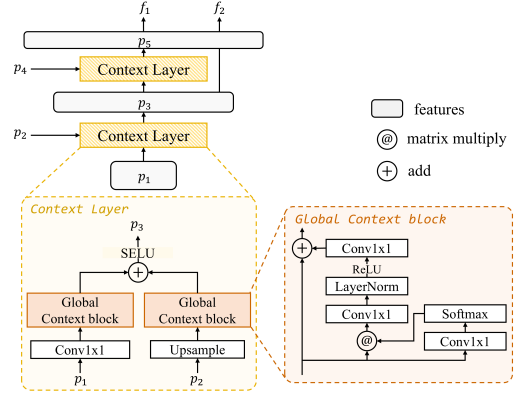 f₁ f₂
p₅
p₄ Context Layer
p₃
p₂ Context Layer
p₁
features
@ matrix multiply
+ add
Context Layer
p₃
SELU
+
Global Context block
Global Context block
Conv1x1
Upsample
p₁
p₂
Global Context block
+
Conv1x1
ReLU
LayerNorm
Conv1x1
Softmax
@
Conv1x1